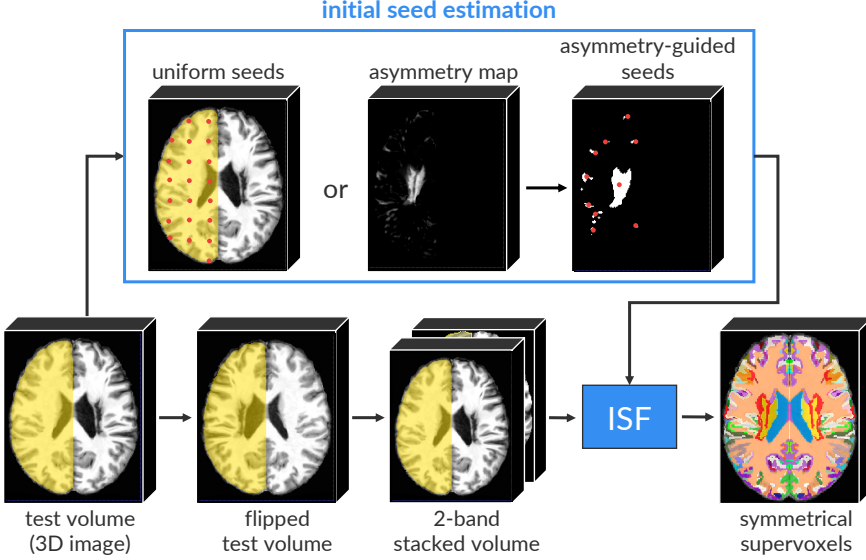 initial seed estimation
uniform seeds
asymmetry map
asymmetry-guided
seeds
or
ISF
test volume
(3D image)
flipped
test volume
2-band
stacked volume
symmetrical
supervoxels